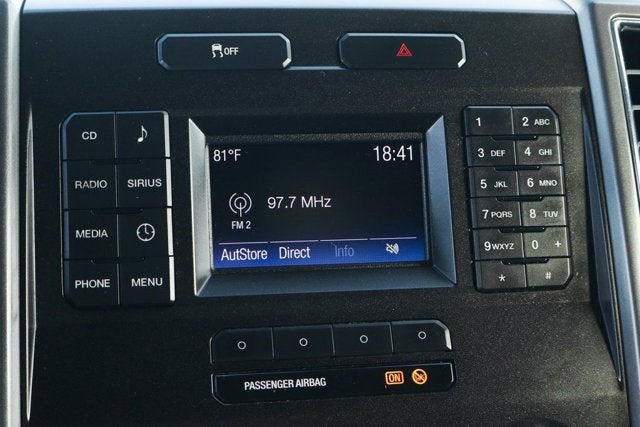 OFF
CD
RADIO SIRIUS
MEDIA
PHONE MENU
81°F 18:41
97.7 MHz
FM 2
AutStore Direct Info
1 2 ABC
3 DEF 4 GHI
5 JKL 6 MNO
7 PQRS 8 TUV
9 WXYZ 0 +
* #
PASSENGER AIRBAG ON